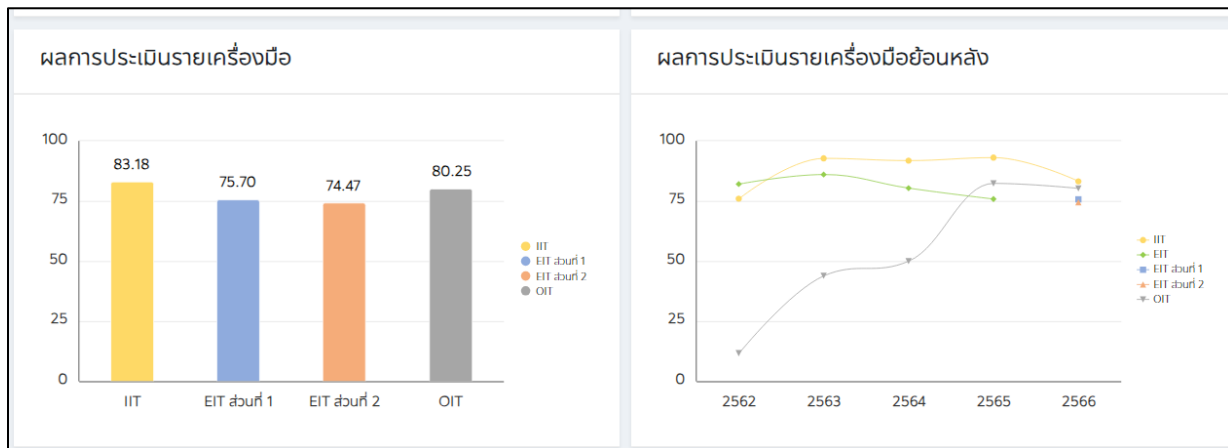 ผลการประเมินรายเครื่องมือ
100
75
50
25
0
83.18
75.70
74.47
80.25
IIT
EIT ส่วนที่ 1
EIT ส่วนที่ 2
OIT
IIT
EIT ส่วนที่ 1
EIT ส่วนที่ 2
OIT
ผลการประเมินรายเครื่องมือย้อนหลัง
100
75
50
25
0
2562
2563
2564
2565
2566
IIT
EIT
EIT ส่วนที่ 1
EIT ส่วนที่ 2
OIT